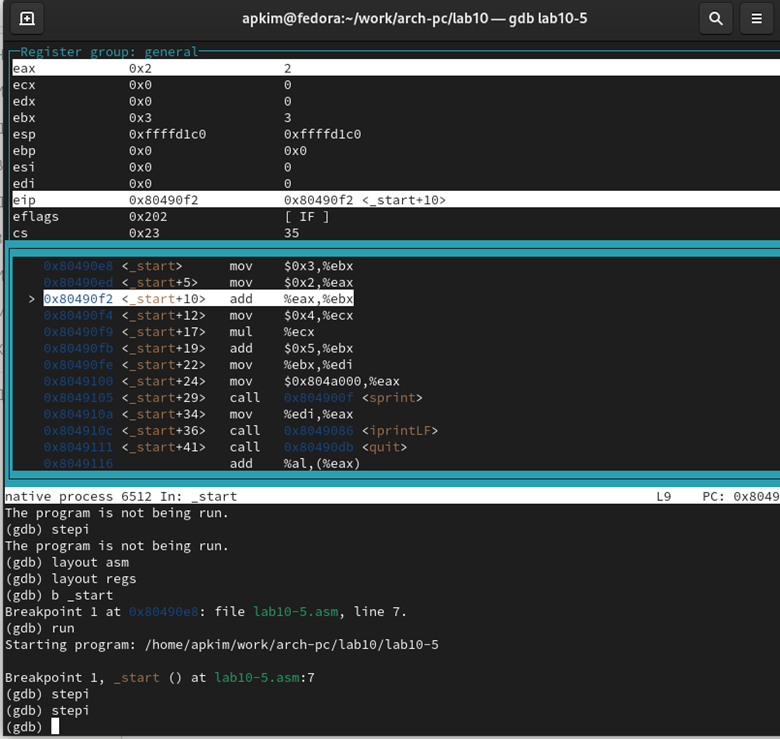 apkim@fedora:~/work/arch-pc/lab10 — gdb lab10-5
Register group: general
eax 0x2 2
ecx 0x0 0
edx 0x0 0
ebx 0x3 3
esp 0xffffd1c0 0xffffd1c0
ebp 0x0 0x0
esi 0x0 0
edi 0x0 0
eip 0x80490f2 0x80490f2 <_start+10>
eflags 0x202 [ IF ]
cs 0x23 35
0x80490e8 <_start> mov $0x3,%ebx
0x80490ed <_start+5> mov $0x2,%eax
> 0x80490f2 <_start+10> add %eax,%ebx
0x80490f4 <_start+12> mov $0x4,%ecx
0x80490f9 <_start+17> mul %ecx
0x80490fb <_start+19> add $0x5,%ebx
0x80490fe <_start+22> mov %ebx,%edi
0x8049100 <_start+24> mov $0x804a000,%eax
0x8049105 <_start+29> call 0x804900f <sprint>
0x804910a <_start+34> mov %edi,%eax
0x804910c <_start+36> call 0x8049086 <iprintLF>
0x8049111 <_start+41> call 0x80490db <quit>
0x8049116 add %al,(%eax)
native process 6512 In: _start L9 PC: 0x8049
The program is not being run.
(gdb) stepi
The program is not being run.
(gdb) layout asm
(gdb) layout regs
(gdb) b _start
Breakpoint 1 at 0x80490e8: file lab10-5.asm, line 7.
(gdb) run
Starting program: /home/apkim/work/arch-pc/lab10/lab10-5
Breakpoint 1, _start () at lab10-5.asm:7
(gdb) stepi
(gdb) stepi
(gdb)